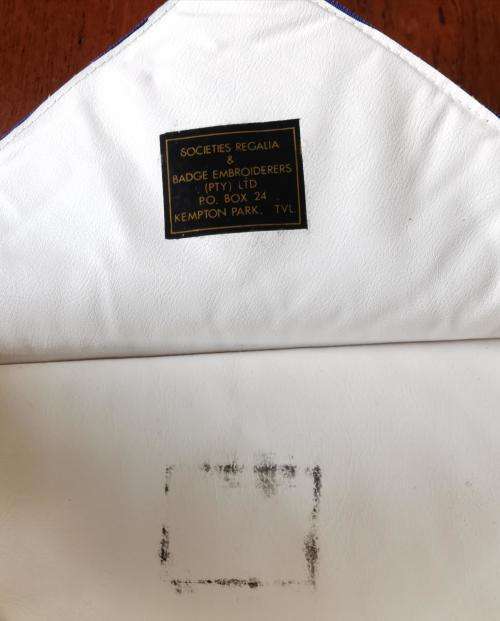 SOCIETIES REGALIA
&
BADGE EMBROIDERERS
(PTY) LTD
P.O. BOX 24
KEMPTON PARK. TVL